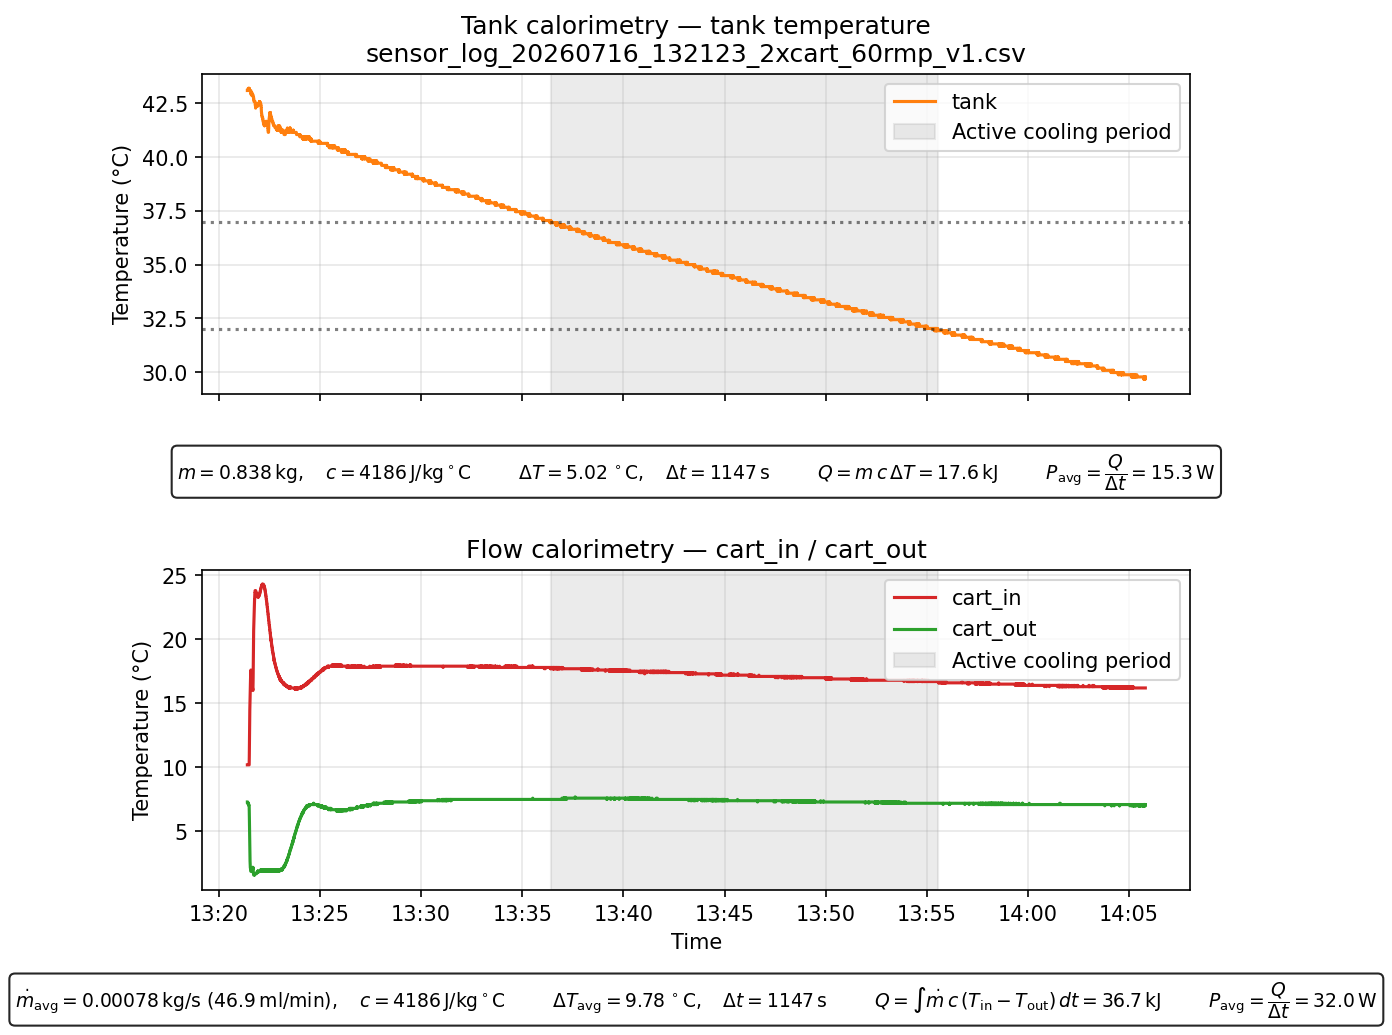 Tank calorimetry — tank temperature
sensor_log_20260716_132123_2xcart_60rmp_v1.csv
Temperature (°C)
42.5
40.0
37.5
35.0
32.5
30.0
tank
Active cooling period
m = 0.838 kg, c = 4186 J/kg °C ΔT = 5.02 °C, Δt = 1147 s Q = m c ΔT = 17.6 kJ P_avg = Q/Δt = 15.3 W
Flow calorimetry — cart_in / cart_out
Temperature (°C)
25
20
15
10
5
cart_in
cart_out
Active cooling period
13:20 13:25 13:30 13:35 13:40 13:45 13:50 13:55 14:00 14:05
Time
ṁ_avg = 0.00078 kg/s (46.9 ml/min), c = 4186 J/kg °C ΔT_avg = 9.78 °C, Δt = 1147 s Q = ∫ ṁ c (T_in − T_out) dt = 36.7 kJ P_avg = Q/Δt = 32.0 W